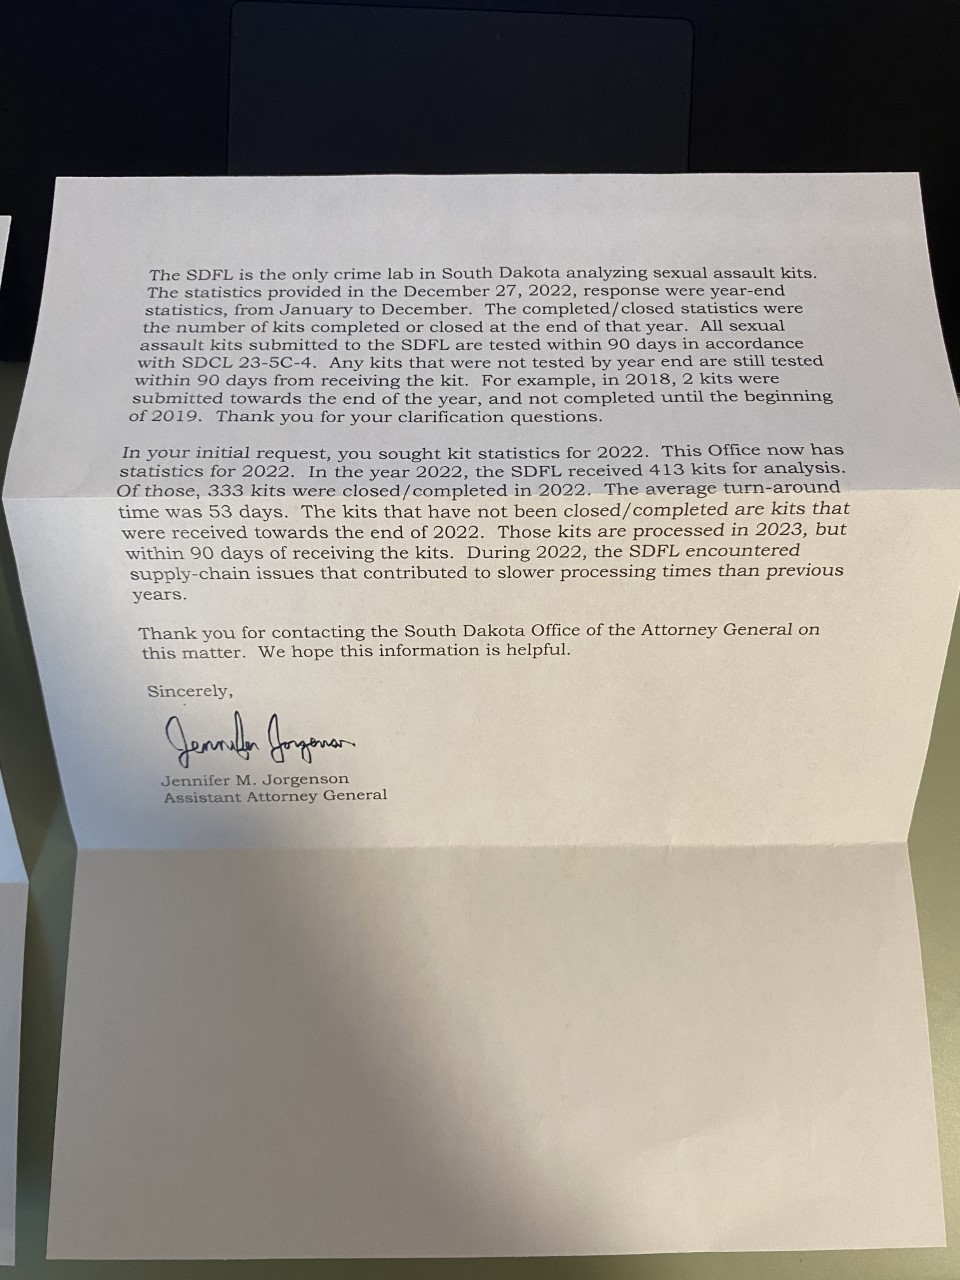 The SDFL is the only crime lab in South Dakota analyzing sexual assault kits.
The statistics provided in the December 27, 2022, response were year-end
statistics, from January to December. The completed/closed statistics were
the number of kits completed or closed at the end of that year. All sexual
assault kits submitted to the SDFL are tested within 90 days in accordance
with SDCL 23-5C-4. Any kits that were not tested by year end are still tested
within 90 days from receiving the kit. For example, in 2018, 2 kits were
submitted towards the end of the year, and not completed until the beginning
of 2019. Thank you for your clarification questions.
In your initial request, you sought kit statistics for 2022. This Office now has
statistics for 2022. In the year 2022, the SDFL received 413 kits for analysis.
Of those, 333 kits were closed/completed in 2022. The average turn-around
time was 53 days. The kits that have not been closed/completed are kits that
were received towards the end of 2022. Those kits are processed in 2023, but
within 90 days of receiving the kits. During 2022, the SDFL encountered
supply-chain issues that contributed to slower processing times than previous
years.
Thank you for contacting the South Dakota Office of the Attorney General on
this matter. We hope this information is helpful.
Sincerely,
Jennifer Jorgenson
Jennifer M. Jorgenson
Assistant Attorney General